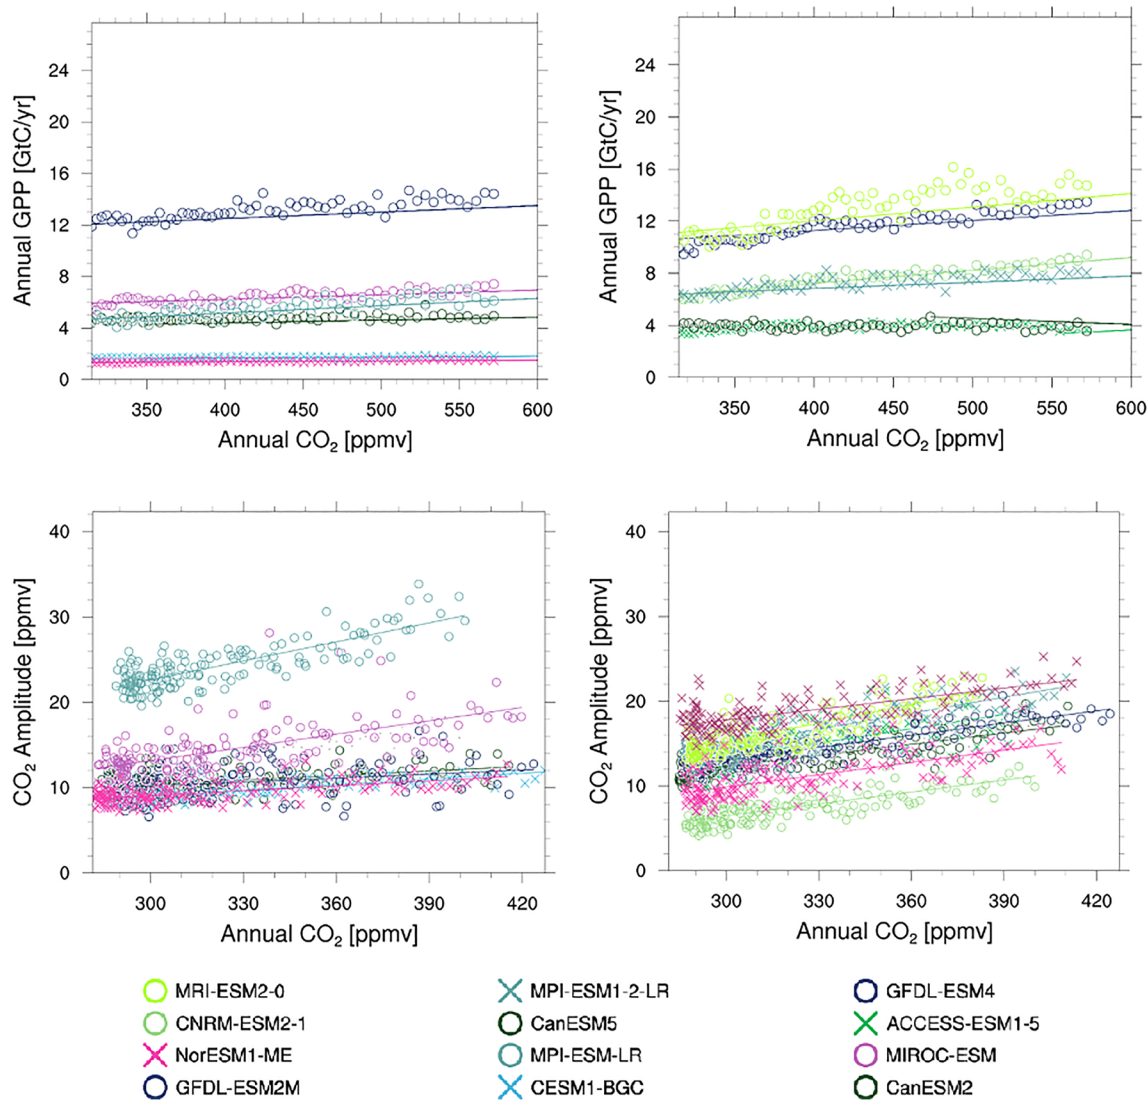 24
20
16
12
8
4
0
Annual GPP [GtC/yr]
350 400 450 500 550 600
Annual CO₂ [ppmv]
24
20
16
12
8
4
0
Annual GPP [GtC/yr]
350 400 450 500 550 600
Annual CO₂ [ppmv]
40
30
20
10
0
CO₂ Amplitude [ppmv]
300 330 360 390 420
Annual CO₂ [ppmv]
40
30
20
10
0
CO₂ Amplitude [ppmv]
300 330 360 390 420
Annual CO₂ [ppmv]
MRI-ESM2-0 MPI-ESM1-2-LR GFDL-ESM4
CNRM-ESM2-1 CanESM5 ACCESS-ESM1-5
NorESM1-ME MPI-ESM-LR MIROC-ESM
GFDL-ESM2M CESM1-BGC CanESM2